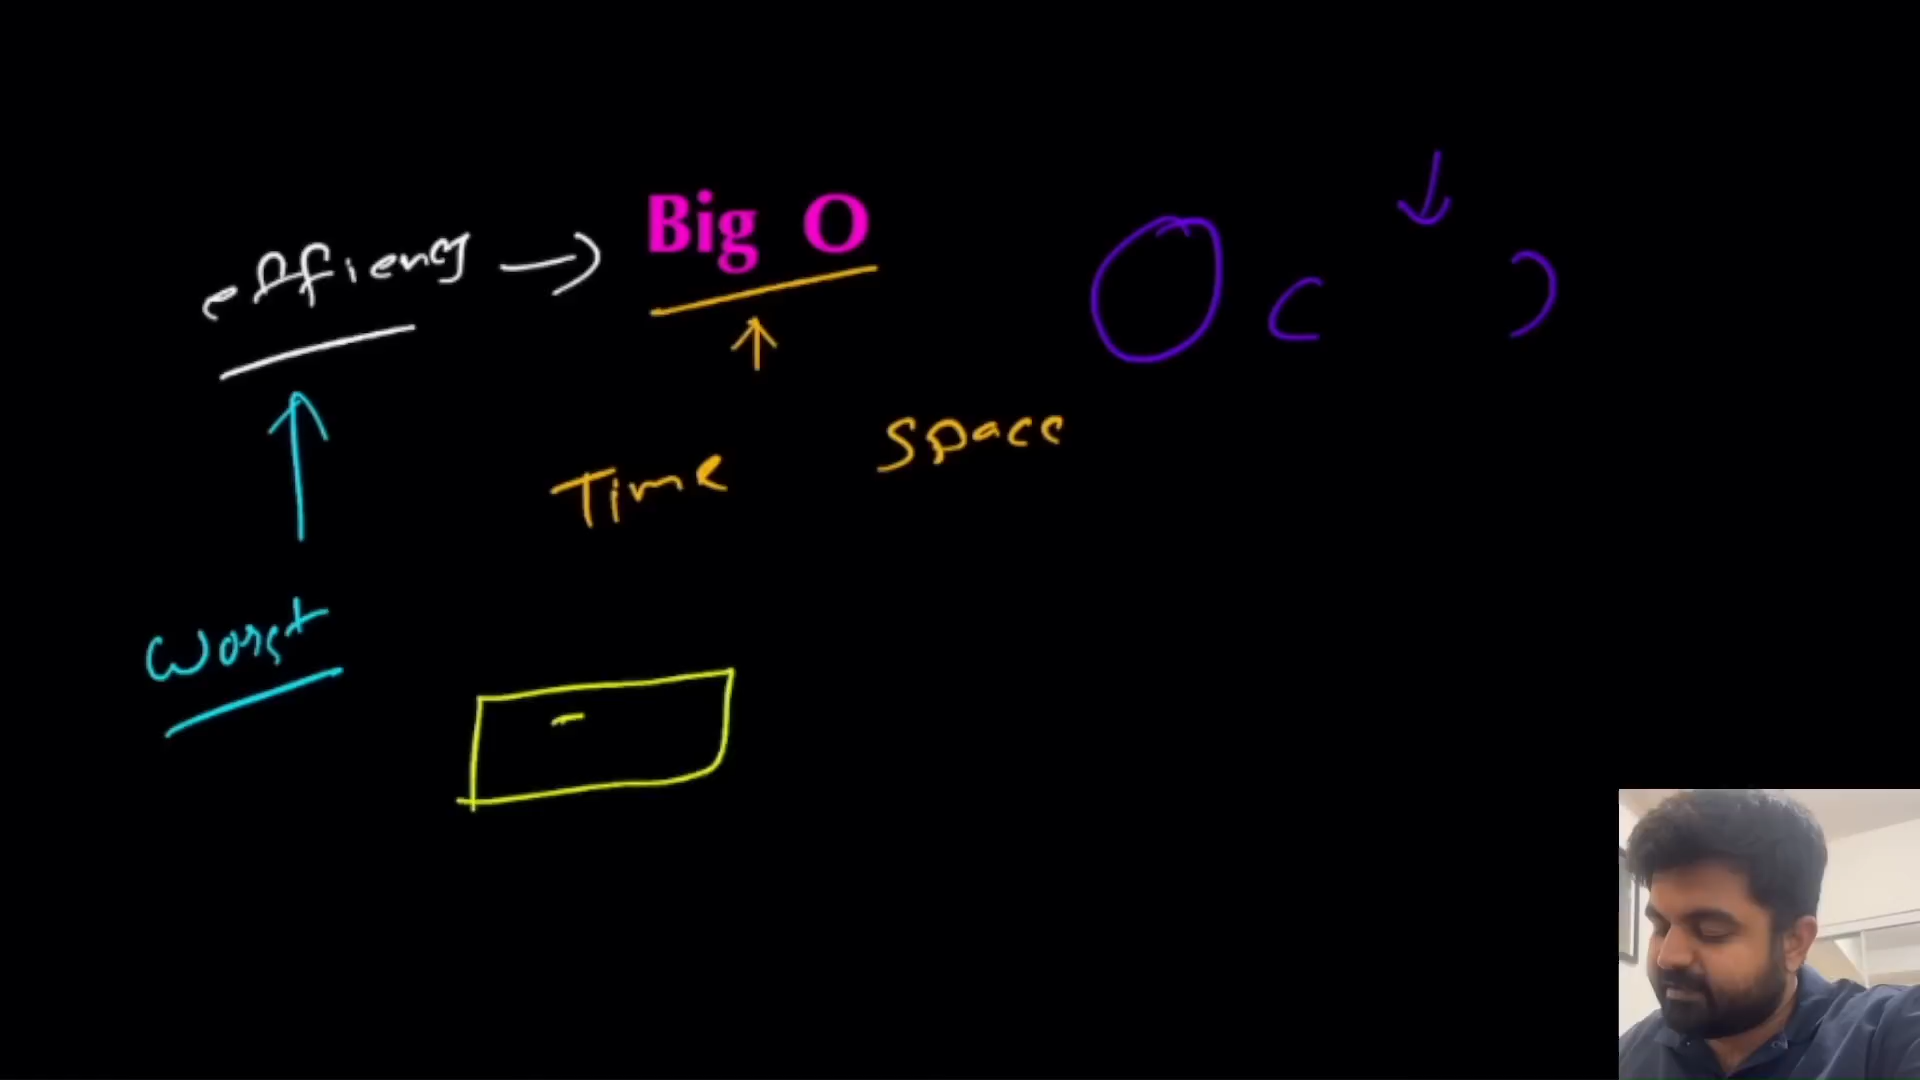 effiency → Big O
O ( )
Time space
worst